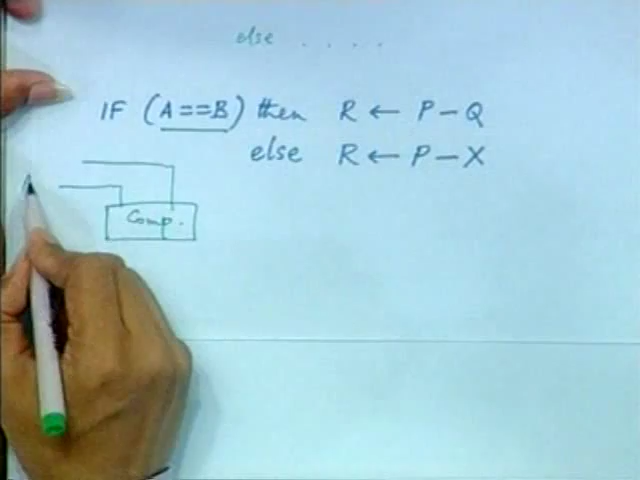 else . . . .
IF (A==B) then R ← P - Q
else R ← P - X
Comp.